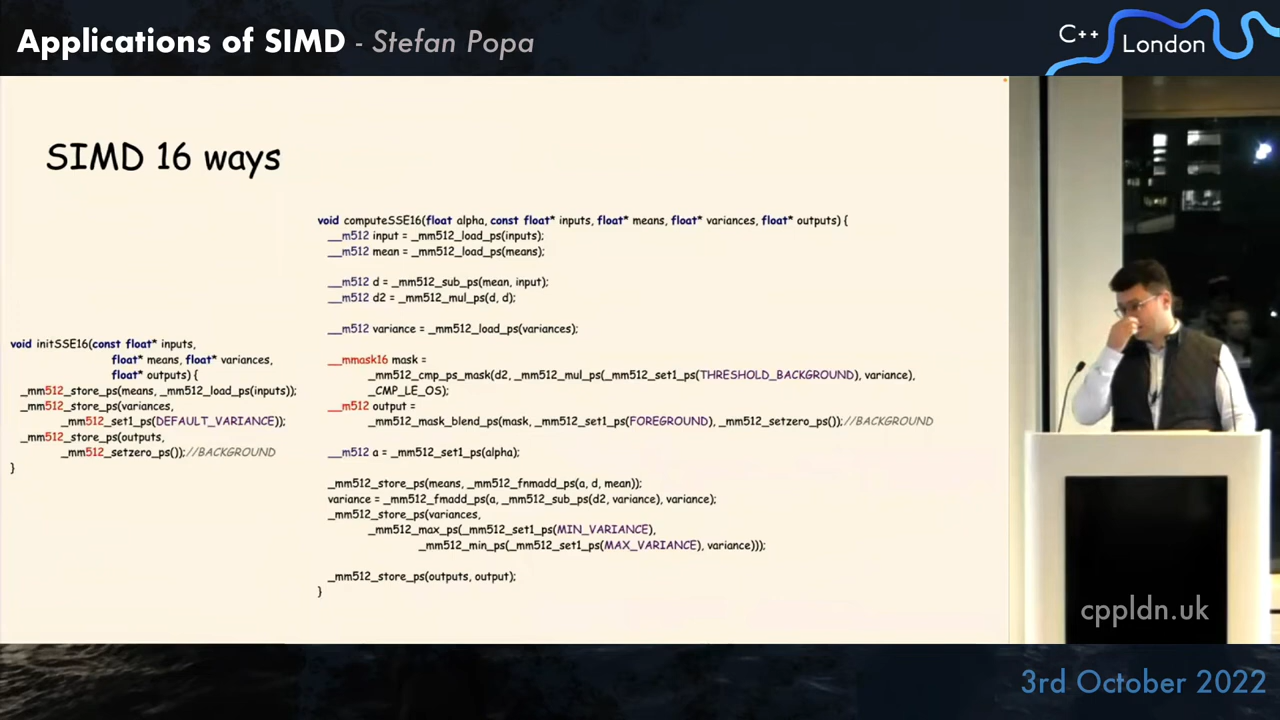 Applications of SIMD - Stefan Popa
C++
London
SIMD 16 ways
void initSSE16(const float* inputs,
float* means, float* variances,
float* outputs) {
_mm512_store_ps(means, _mm512_load_ps(inputs));
_mm512_store_ps(variances,
_mm512_set1_ps(DEFAULT_VARIANCE));
_mm512_store_ps(outputs,
_mm512_setzero_ps());//BACKGROUND
}
void computeSSE16(float alpha, const float* inputs, float* means, float* variances, float* outputs) {
__m512 input = _mm512_load_ps(inputs);
__m512 mean = _mm512_load_ps(means);
__m512 d = _mm512_sub_ps(mean, input);
__m512 d2 = _mm512_mul_ps(d, d);
__m512 variance = _mm512_load_ps(variances);
__mmask16 mask =
_mm512_cmp_ps_mask(d2, _mm512_mul_ps(_mm512_set1_ps(THRESHOLD_BACKGROUND), variance),
_CMP_LE_OS);
__m512 output =
_mm512_mask_blend_ps(mask, _mm512_set1_ps(FOREGROUND), _mm512_setzero_ps());//BACKGROUND
__m512 a = _mm512_set1_ps(alpha);
_mm512_store_ps(means, _mm512_fnmadd_ps(a, d, mean));
variance = _mm512_fmadd_ps(a, _mm512_sub_ps(d2, variance), variance);
_mm512_store_ps(variances,
_mm512_max_ps(_mm512_set1_ps(MIN_VARIANCE),
_mm512_min_ps(_mm512_set1_ps(MAX_VARIANCE), variance)));
_mm512_store_ps(outputs, output);
}
cppldn.uk
3rd October 2022